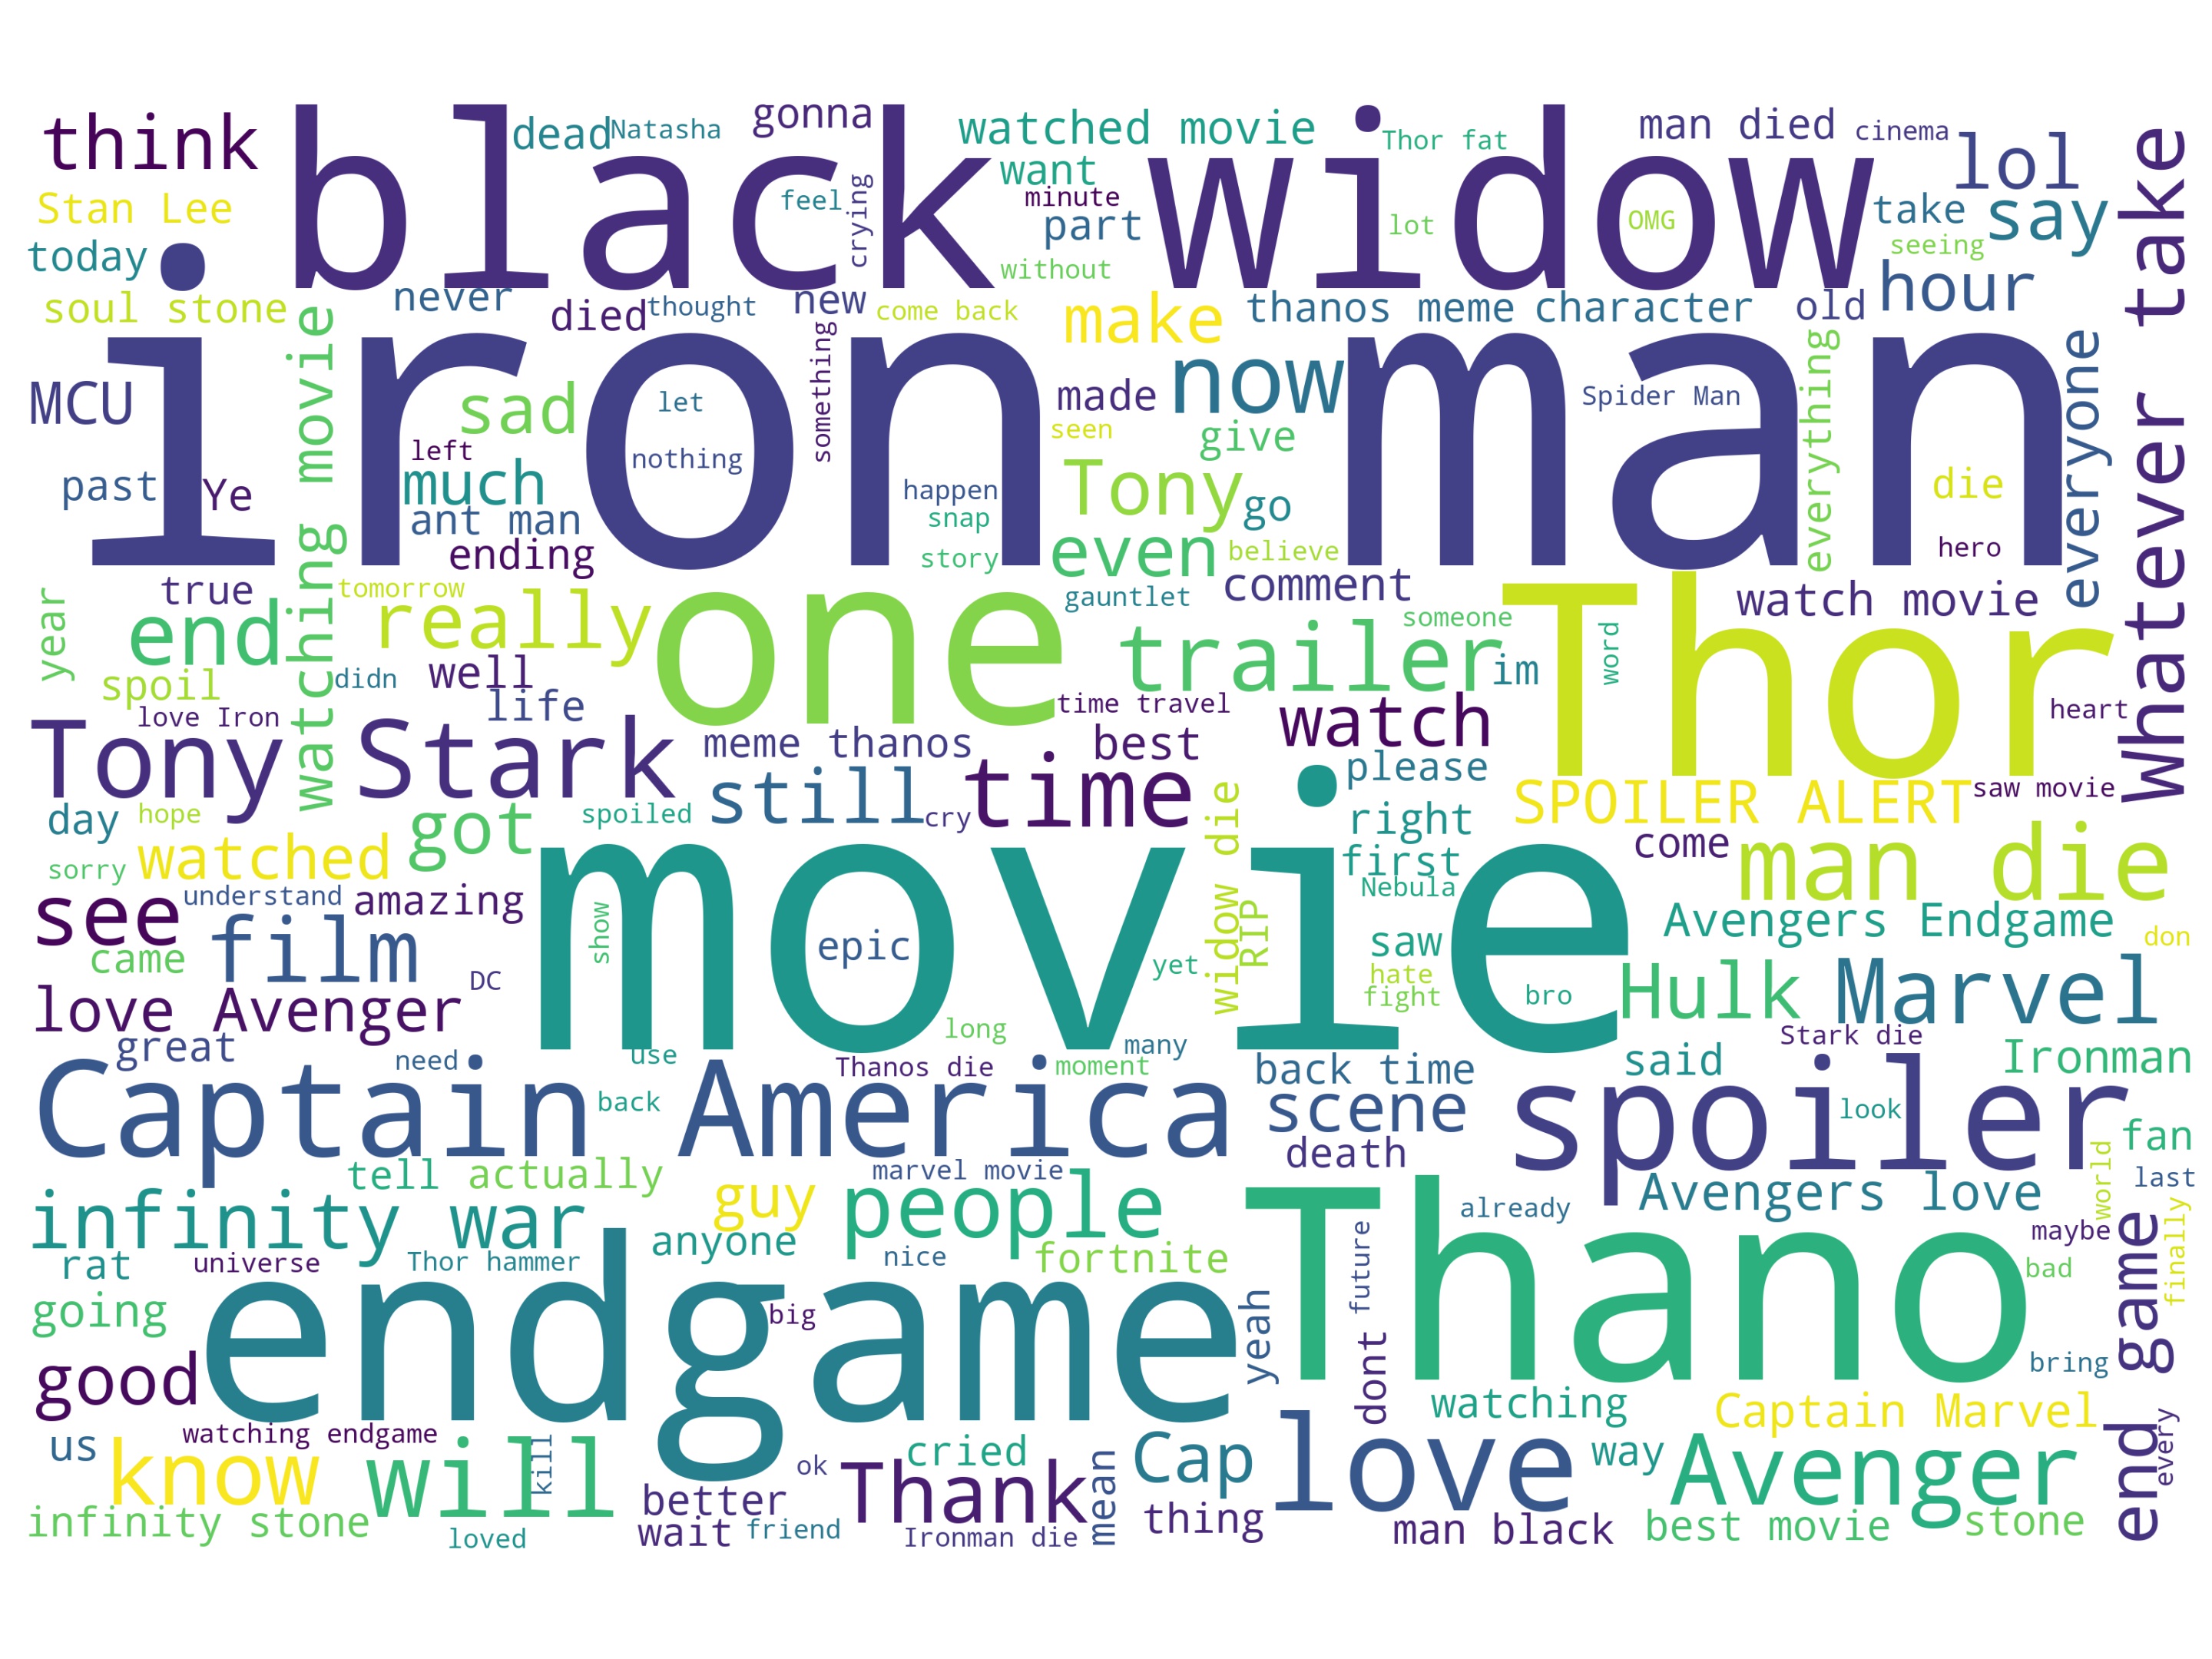 think
black widow
dead
Natasha
gonna
watched movie
Thor fat
man died
cinema
lol
Whatever take
Stan Lee
feel
crying
want
minute
part
lot
OMG
take
say
seeing
today
without
hour
soul stone
watching movie
never
died
thought
new
come back
make
thanos meme
character
old
iron man
MCU
sad
let
something
made
now
Spider Man
everything
everyone
left
nothing
seen
give
past
Ye
much
ant man
ending
happen
snap
story
Tony
go
even
believe
die
hero
year
true
tomorrow
gauntlet
comment
watch movie
end
really
one
someone
trailer
im
word
Thor
spoil
didn
well
life
love Iron
time travel
watch
heart
Tony Stark
meme thanos
best
please
still
time
SPOILER ALERT
saw movie
day
hope
got
spoiled
cry
widow die
right
come
man die
sorry
watched
first
understand
amazing
movie
Nebula
see
film
show
epic
RIP
saw
Avengers Endgame
don
came
DC
yet
hate
fight
bro
Hulk
Marvel
love Avenger
long
many
Stark die
great
need
use
Thanos die
moment
back time
said
Ironman
Captain America
back
scene
spoiler
look
fan
death
tell
actually
marvel movie
world
last
infinity war
guy
people
already
Avengers love
maybe
finally
rat
universe
Thor hammer
anyone
nice
fortnite
future
Thano
bad
going
endgame
big
yeah
dont
end game
good
bring
watching
Captain Marvel
us
watching endgame
know
will
kill
ok
cried
Thank
mean
Cap
love
way
Avenger
every
infinity stone
loved
better
wait
friend
Ironman die
thing
man black
best movie
stone